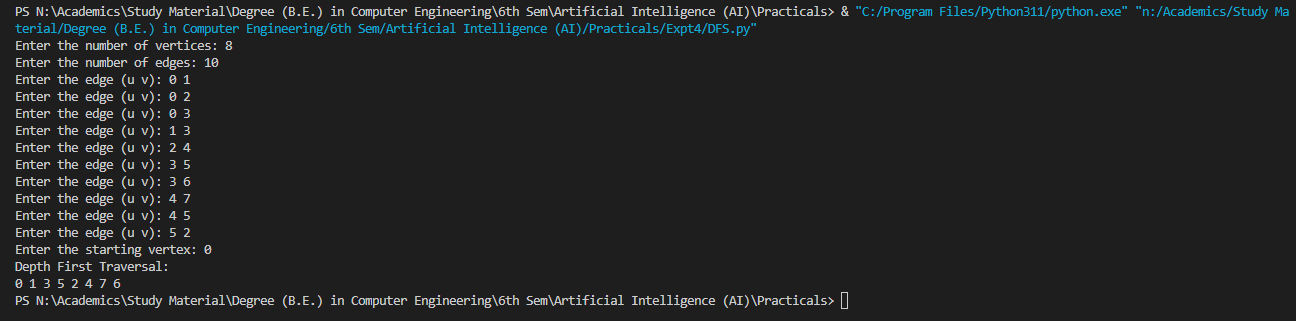 PS N:\Academics\Study Material\Degree (B.E.) in Computer Engineering\6th Sem\Artificial Intelligence (AI)\Practicals> & "C:/Program Files/Python311/python.exe" "n:/Academics/Study Ma
terial/Degree (B.E.) in Computer Engineering/6th Sem/Artificial Intelligence (AI)/Practicals/Expt4/DFS.py"
Enter the number of vertices: 8
Enter the number of edges: 10
Enter the edge (u v): 0 1
Enter the edge (u v): 0 2
Enter the edge (u v): 0 3
Enter the edge (u v): 1 3
Enter the edge (u v): 2 4
Enter the edge (u v): 3 5
Enter the edge (u v): 3 6
Enter the edge (u v): 4 7
Enter the edge (u v): 4 5
Enter the edge (u v): 5 2
Enter the starting vertex: 0
Depth First Traversal:
0 1 3 5 2 4 7 6
PS N:\Academics\Study Material\Degree (B.E.) in Computer Engineering\6th Sem\Artificial Intelligence (AI)\Practicals>